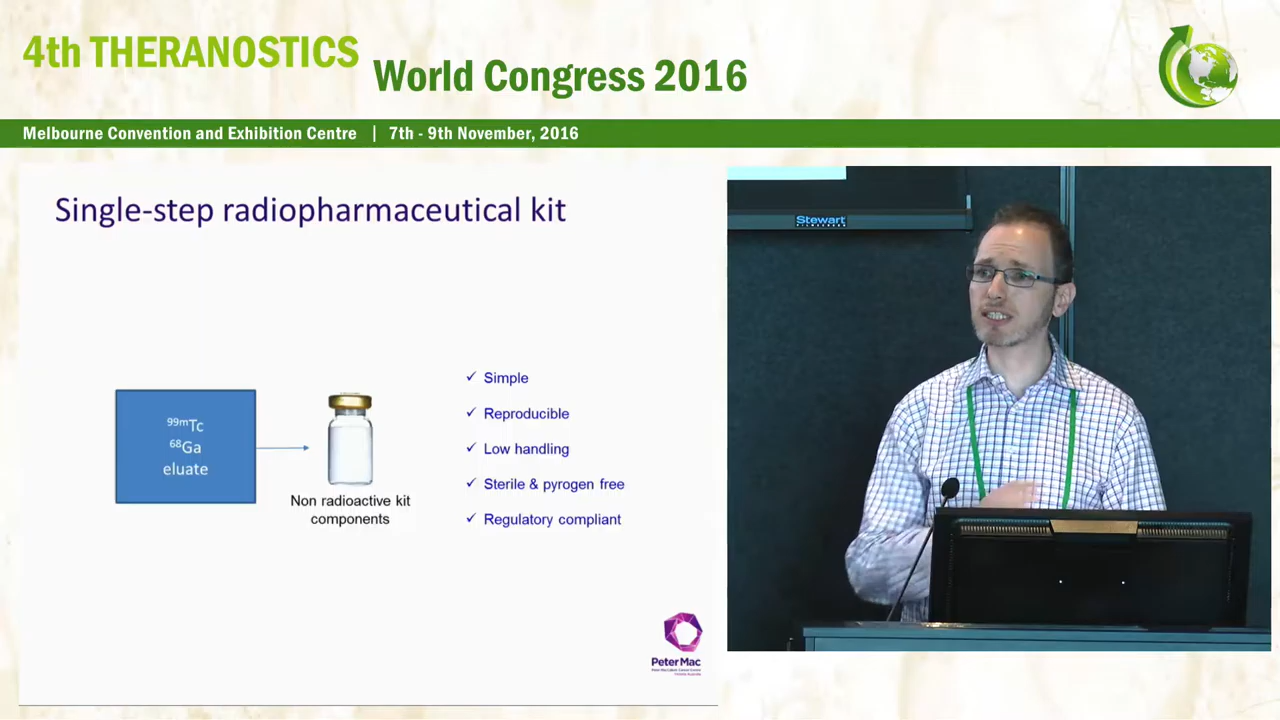 4th THERANOSTICS
World Congress 2016
Melbourne Convention and Exhibition Centre | 7th - 9th November, 2016
Single-step radiopharmaceutical kit
99mTc
68Ga
eluate
Non radioactive kit
components
✓ Simple
✓ Reproducible
✓ Low handling
✓ Sterile & pyrogen free
✓ Regulatory compliant
Peter Mac
Stewart